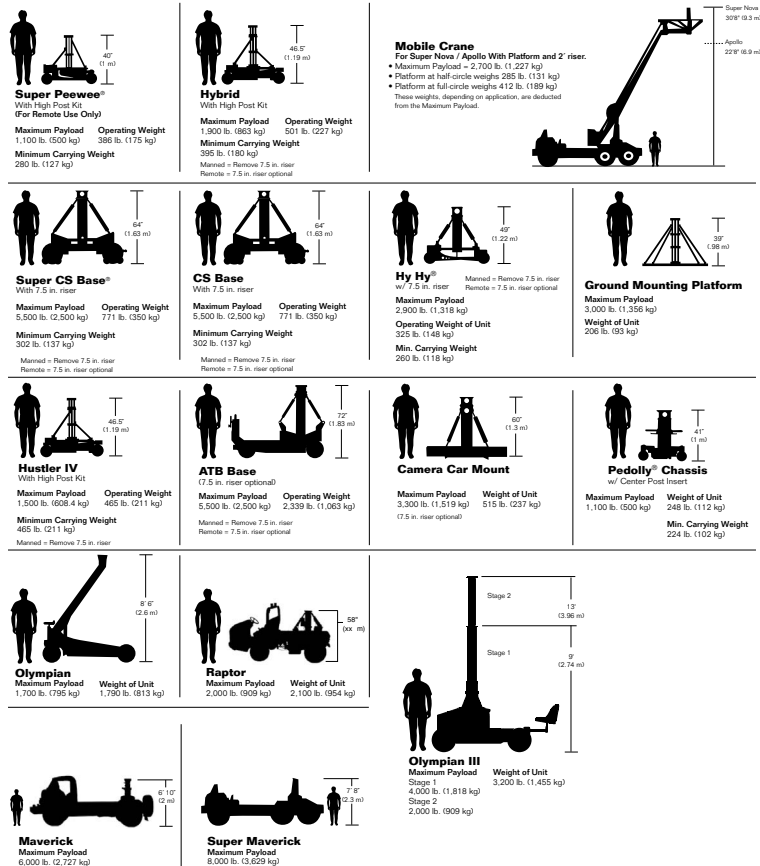 40"
(1 m)
Super Peewee®
With High Post Kit
(For Remote Use Only)
Maximum Payload Operating Weight
1,100 lb. (500 kg) 386 lb. (175 kg)
Minimum Carrying Weight
280 lb. (127 kg)
46.5"
(1.19 m)
Hybrid
With High Post Kit
Maximum Payload Operating Weight
1,900 lb. (863 kg) 501 lb. (227 kg)
Minimum Carrying Weight
395 lb. (180 kg)
Manned = Remove 7.5 in. riser
Remote = 7.5 in. riser optional
Mobile Crane
For Super Nova / Apollo With Platform and 2' riser.
• Maximum Payload = 2,700 lb. (1,227 kg)
• Platform at half-circle weighs 285 lb. (131 kg)
• Platform at full-circle weighs 412 lb. (189 kg)
These weights, depending on application, are deducted
from the Maximum Payload.
Super Nova
30'8" (9.3 m)
Apollo
22'8" (6.9 m)
64"
(1.63 m)
Super CS Base®
With 7.5 in. riser
Maximum Payload Operating Weight
5,500 lb. (2,500 kg) 771 lb. (350 kg)
Minimum Carrying Weight
302 lb. (137 kg)
Manned = Remove 7.5 in. riser
Remote = 7.5 in. riser optional
64"
(1.63 m)
CS Base
With 7.5 in. riser
Maximum Payload Operating Weight
5,500 lb. (2,500 kg) 771 lb. (350 kg)
Minimum Carrying Weight
302 lb. (137 kg)
Manned = Remove 7.5 in. riser
Remote = 7.5 in. riser optional
49"
(1.22 m)
Hy Hy®
w/ 7.5 in. riser
Manned = Remove 7.5 in. riser
Remote = 7.5 in. riser optional
Maximum Payload
2,900 lb. (1,318 kg)
Operating Weight of Unit
325 lb. (148 kg)
Min. Carrying Weight
260 lb. (118 kg)
39"
(.98 m)
Ground Mounting Platform
Maximum Payload
3,000 lb. (1,356 kg)
Weight of Unit
206 lb. (93 kg)
46.5"
(1.19 m)
Hustler IV
With High Post Kit
Maximum Payload Operating Weight
1,500 lb. (608.4 kg) 465 lb. (211 kg)
Minimum Carrying Weight
465 lb. (211 kg)
Manned = Remove 7.5 in. riser
72"
(1.83 m)
ATB Base
(7.5 in. riser optional)
Maximum Payload Operating Weight
5,500 lb. (2,500 kg) 2,339 lb. (1,063 kg)
Manned = Remove 7.5 in. riser
Remote = 7.5 in. riser optional
60"
(1.3 m)
Camera Car Mount
Maximum Payload Weight of Unit
3,300 lb. (1,519 kg) 515 lb. (237 kg)
(7.5 in. riser optional)
41"
(1 m)
Pedolly® Chassis
w/ Center Post Insert
Maximum Payload Weight of Unit
1,100 lb. (500 kg) 248 lb. (112 kg)
Min. Carrying Weight
224 lb. (102 kg)
8' 6"
(2.6 m)
Olympian
Maximum Payload Weight of Unit
1,700 lb. (795 kg) 1,790 lb. (813 kg)
58"
(xx m)
Raptor
Maximum Payload Weight of Unit
2,000 lb. (909 kg) 2,100 lb. (954 kg)
Stage 2
13'
(3.96 m)
Stage 1
9'
(2.74 m)
Olympian III
Maximum Payload Weight of Unit
Stage 1 3,200 lb. (1,455 kg)
4,000 lb. (1,818 kg)
Stage 2
2,000 lb. (909 kg)
6' 10"
(2 m)
Maverick
Maximum Payload
6,000 lb. (2,727 kg)
7' 8"
(2.3 m)
Super Maverick
Maximum Payload
8,000 lb. (3,629 kg)